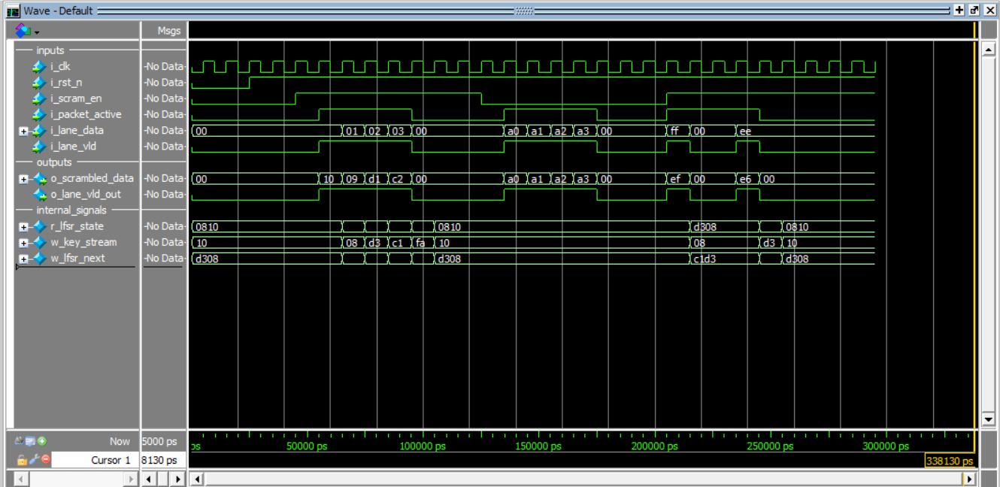 Wave - Default
Msgs
inputs
i_clk -No Data-
i_rst_n -No Data-
i_scram_en -No Data-
i_packet_active -No Data-
i_lane_data -No Data- 00 01 02 03 00 a0 a1 a2 a3 00 ff 00 ee
i_lane_vld -No Data-
outputs
o_scrambled_data -No Data- 00 10 09 d1 c2 00 a0 a1 a2 a3 00 ef 00 e6 00
o_lane_vld_out -No Data-
internal_signals
r_lfsr_state -No Data- 0810 0810 d308 0810
w_key_stream -No Data- 10 08 d3 c1 fa 10 08 d3 10
w_lfsr_next -No Data- d308 d308 c1d3 d308
Now 5000 ps ps 50000 ps 100000 ps 150000 ps 200000 ps 250000 ps 300000 ps
Cursor 1 8130 ps 338130 ps